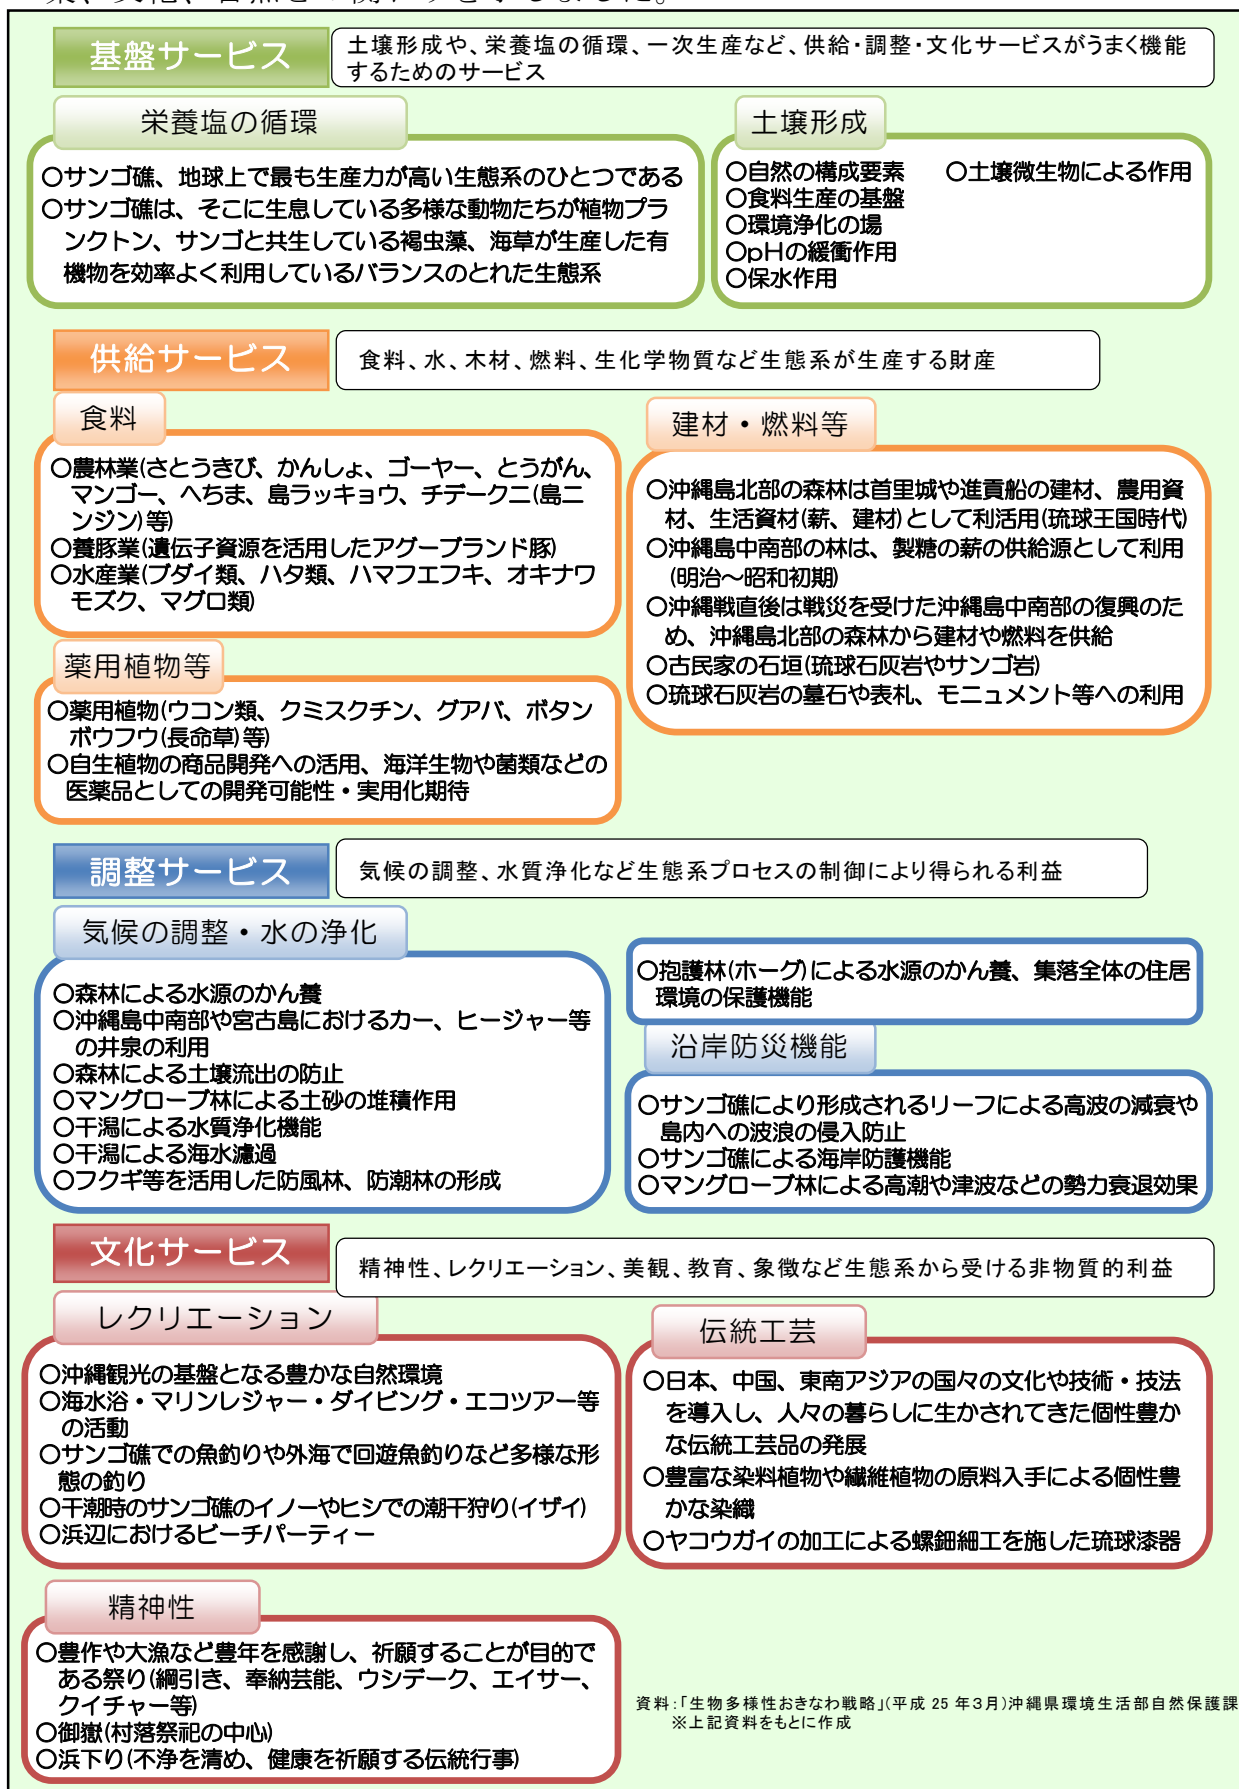 基盤サービス
土壌形成や、栄養塩の循環、一次生産など、供給・調整・文化サービスがうまく機能
するためのサービス
栄養塩の循環
○サンゴ礁、地球上で最も生産力が高い生態系のひとつである
○サンゴ礁は、そこに生息している多様な動物たちが植物プラ
ンクトン、サンゴと共生している褐虫藻、海草が生産した有
機物を効率よく利用しているバランスのとれた生態系
土壌形成
○自然の構成要素　○土壌微生物による作用
○食料生産の基盤
○環境浄化の場
○pHの緩衝作用
○保水作用
供給サービス
食料、水、木材、燃料、生化学物質など生態系が生産する財産
食料
○農林業(さとうきび、かんしょ、ゴーヤー、とうがん、
マンゴー、へちま、島ラッキョウ、チデークニ(島ニ
ンジン)等)
○養豚業(遺伝子資源を活用したアグーブランド豚)
○水産業(ブダイ類、ハタ類、ハマフエフキ、オキナワ
モズク、マグロ類)
薬用植物等
○薬用植物(ウコン類、クミスクチン、グアバ、ボタン
ボウフウ(長命草)等)
○自生植物の商品開発への活用、海洋生物や菌類などの
医薬品としての開発可能性・実用化期待
建材・燃料等
○沖縄島北部の森林は首里城や進貢船の建材、農用資
材、生活資材(薪、建材)として利活用(琉球王国時代)
○沖縄島中南部の林は、製糖の薪の供給源として利用
(明治～昭和初期)
○沖縄戦直後は戦災を受けた沖縄島中南部の復興のた
め、沖縄島北部の森林から建材や燃料を供給
○古民家の石垣(琉球石灰岩やサンゴ岩)
○琉球石灰岩の墓石や表札、モニュメント等への利用
調整サービス
気候の調整、水質浄化など生態系プロセスの制御により得られる利益
気候の調整・水の浄化
○森林による水源のかん養
○沖縄島中南部や宮古島におけるカー、ヒージャー等
の井泉の利用
○森林による土壌流出の防止
○マングローブ林による土砂の堆積作用
○干潟による水質浄化機能
○干潟による海水濾過
○フクギ等を活用した防風林、防潮林の形成
○抱護林(ホーグ)による水源のかん養、集落全体の住居
環境の保護機能
沿岸防災機能
○サンゴ礁により形成されるリーフによる高波の減衰や
島内への波浪の侵入防止
○サンゴ礁による海岸防護機能
○マングローブ林による高潮や津波などの勢力衰退効果
文化サービス
精神性、レクリエーション、美観、教育、象徴など生態系から受ける非物質的利益
レクリエーション
○沖縄観光の基盤となる豊かな自然環境
○海水浴・マリンレジャー・ダイビング・エコツアー等
の活動
○サンゴ礁での魚釣りや外海で回遊魚釣りなど多様な形
態の釣り
○干潮時のサンゴ礁のイノーやヒシでの潮干狩り(イザイ)
○浜辺におけるビーチパーティー
伝統工芸
○日本、中国、東南アジアの国々の文化や技術・技法
を導入し、人々の暮らしに生かされてきた個性豊か
な伝統工芸品の発展
○豊富な染料植物や繊維植物の原料入手による個性豊
かな染織
○ヤコウガイの加工による螺鈿細工を施した琉球漆器
精神性
○豊作や大漁など豊年を感謝し、祈願することが目的で
ある祭り(綱引き、奉納芸能、ウシデーク、エイサー、
クイチャー等)
○御嶽(村落祭祀の中心)
○浜下り(不浄を清め、健康を祈願する伝統行事)
資料:｢生物多様性おきなわ戦略｣(平成 25 年3月)沖縄県環境生活部自然保護課
※上記資料をもとに作成